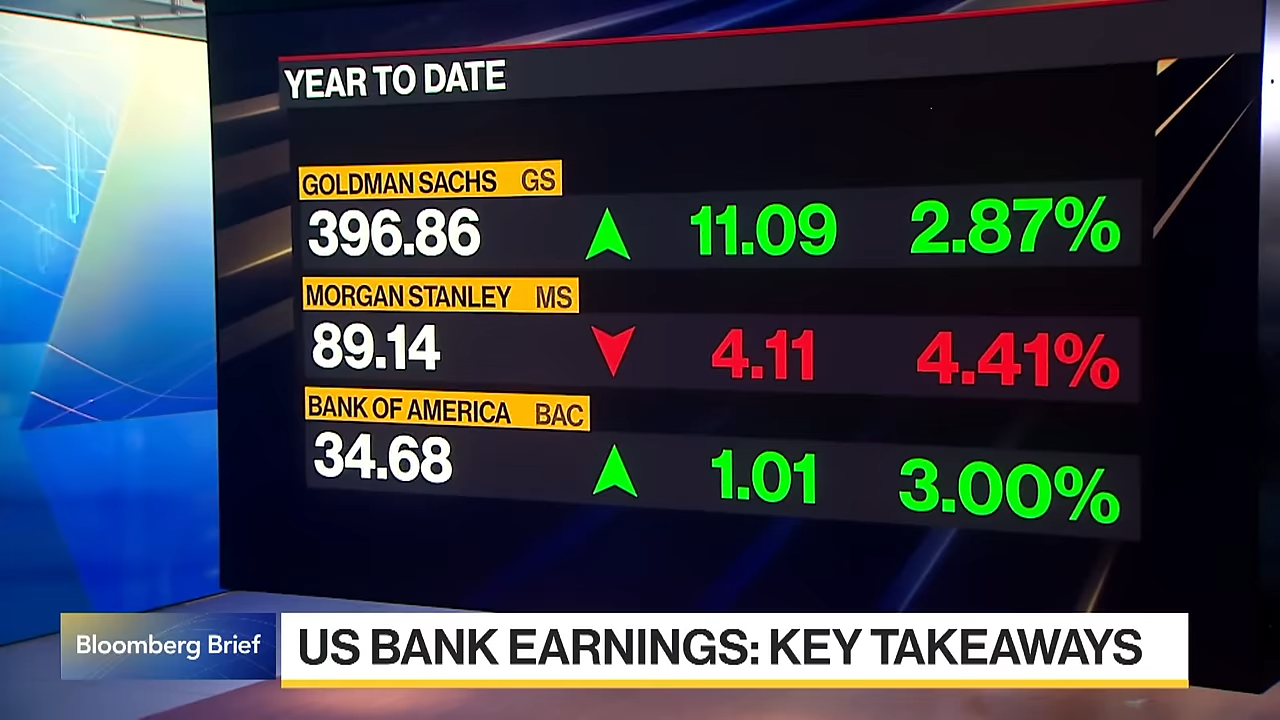 YEAR TO DATE
GOLDMAN SACHS GS
396.86 ▲ 11.09 2.87%
MORGAN STANLEY MS
89.14 ▼ 4.11 4.41%
BANK OF AMERICA BAC
34.68 ▲ 1.01 3.00%
Bloomberg Brief
US BANK EARNINGS: KEY TAKEAWAYS